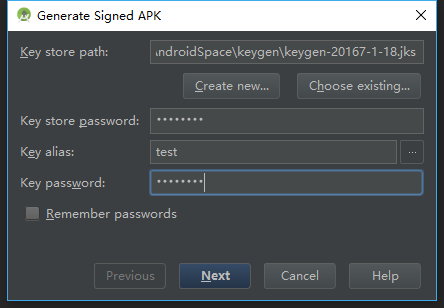 Generate Signed APK
Key store path: \ndroidSpace\keygen\keygen-20167-1-18.jks
Create new... Choose existing...
Key store password: ••••••••
Key alias: test ...
Key password: ••••••••
Remember passwords
Previous Next Cancel Help